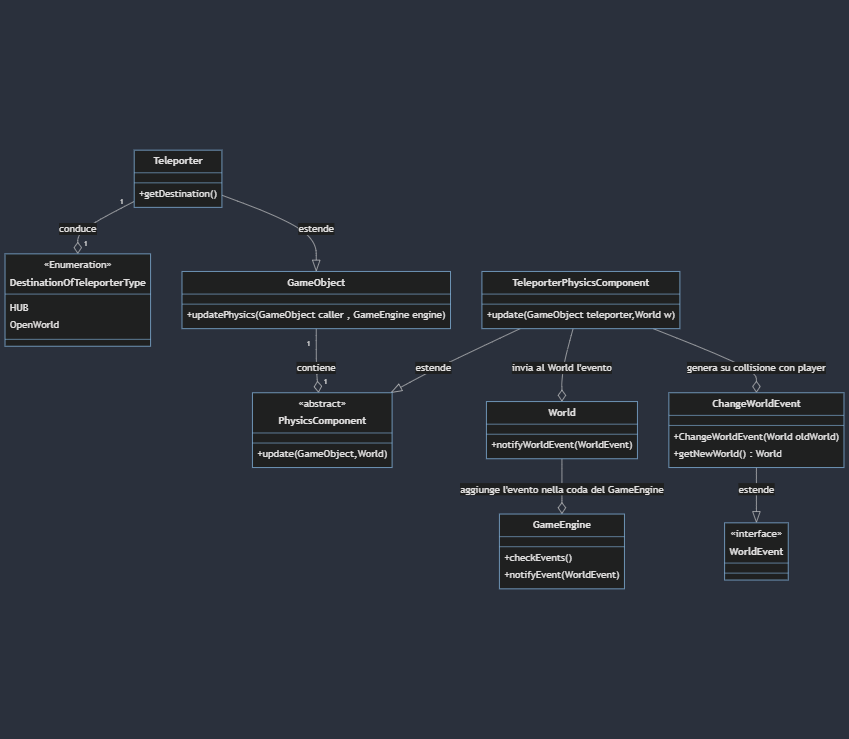 Teleporter
+getDestination()
1
conduce
1
estende
«Enumeration»
DestinationOfTeleporterType
HUB
OpenWorld
GameObject
+updatePhysics(GameObject caller , GameEngine engine)
TeleporterPhysicsComponent
+update(GameObject teleporter,World w)
1
contiene
1
estende
invia al World l'evento
genera su collisione con player
«abstract»
PhysicsComponent
+update(GameObject,World)
World
+notifyWorldEvent(WorldEvent)
ChangeWorldEvent
+ChangeWorldEvent(World oldWorld)
+getNewWorld() : World
aggiunge l'evento nella coda del GameEngine
estende
GameEngine
+checkEvents()
+notifyEvent(WorldEvent)
«interface»
WorldEvent